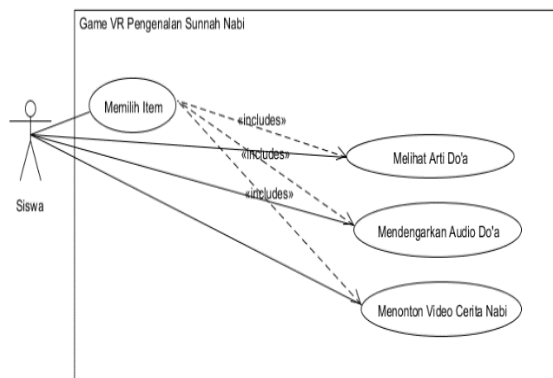 Game VR Pengenalan Sunnah Nabi
Memilih Item
«includes»
Melihat Arti Do'a
«includes»
Siswa
«includes»
Mendengarkan Audio Do'a
Menonton Video Cerita Nabi